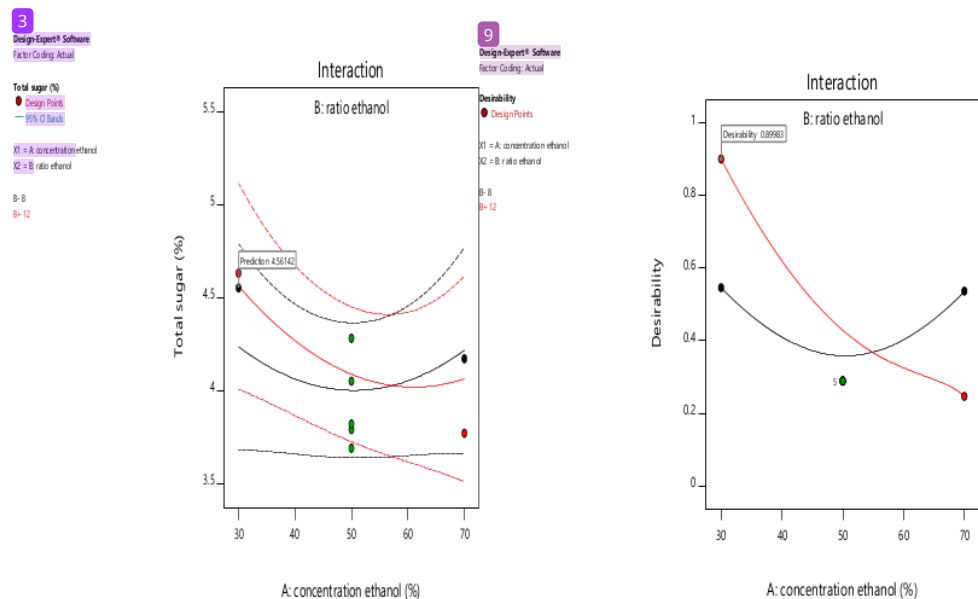 3
Design-Expert® Software
Factor Coding: Actual
Total sugar (%)
Design Points
95% CI Bands
X1 = A: concentration ethanol
X2 = B: ratio ethanol
B- 8
B+ 12
Interaction
B: ratio ethanol
Prediction 4.56142
Total sugar (%)
5.5
5
4.5
4
3.5
30 40 50 60 70
A: concentration ethanol (%)
9
Design-Expert® Software
Factor Coding: Actual
Desirability
Design Points
X1 = A: concentration ethanol
X2 = B: ratio ethanol
B- 8
B+ 12
Interaction
B: ratio ethanol
Desirability 0.89983
Desirability
1
0.8
0.6
0.4
0.2
0
5
30 40 50 60 70
A: concentration ethanol (%)